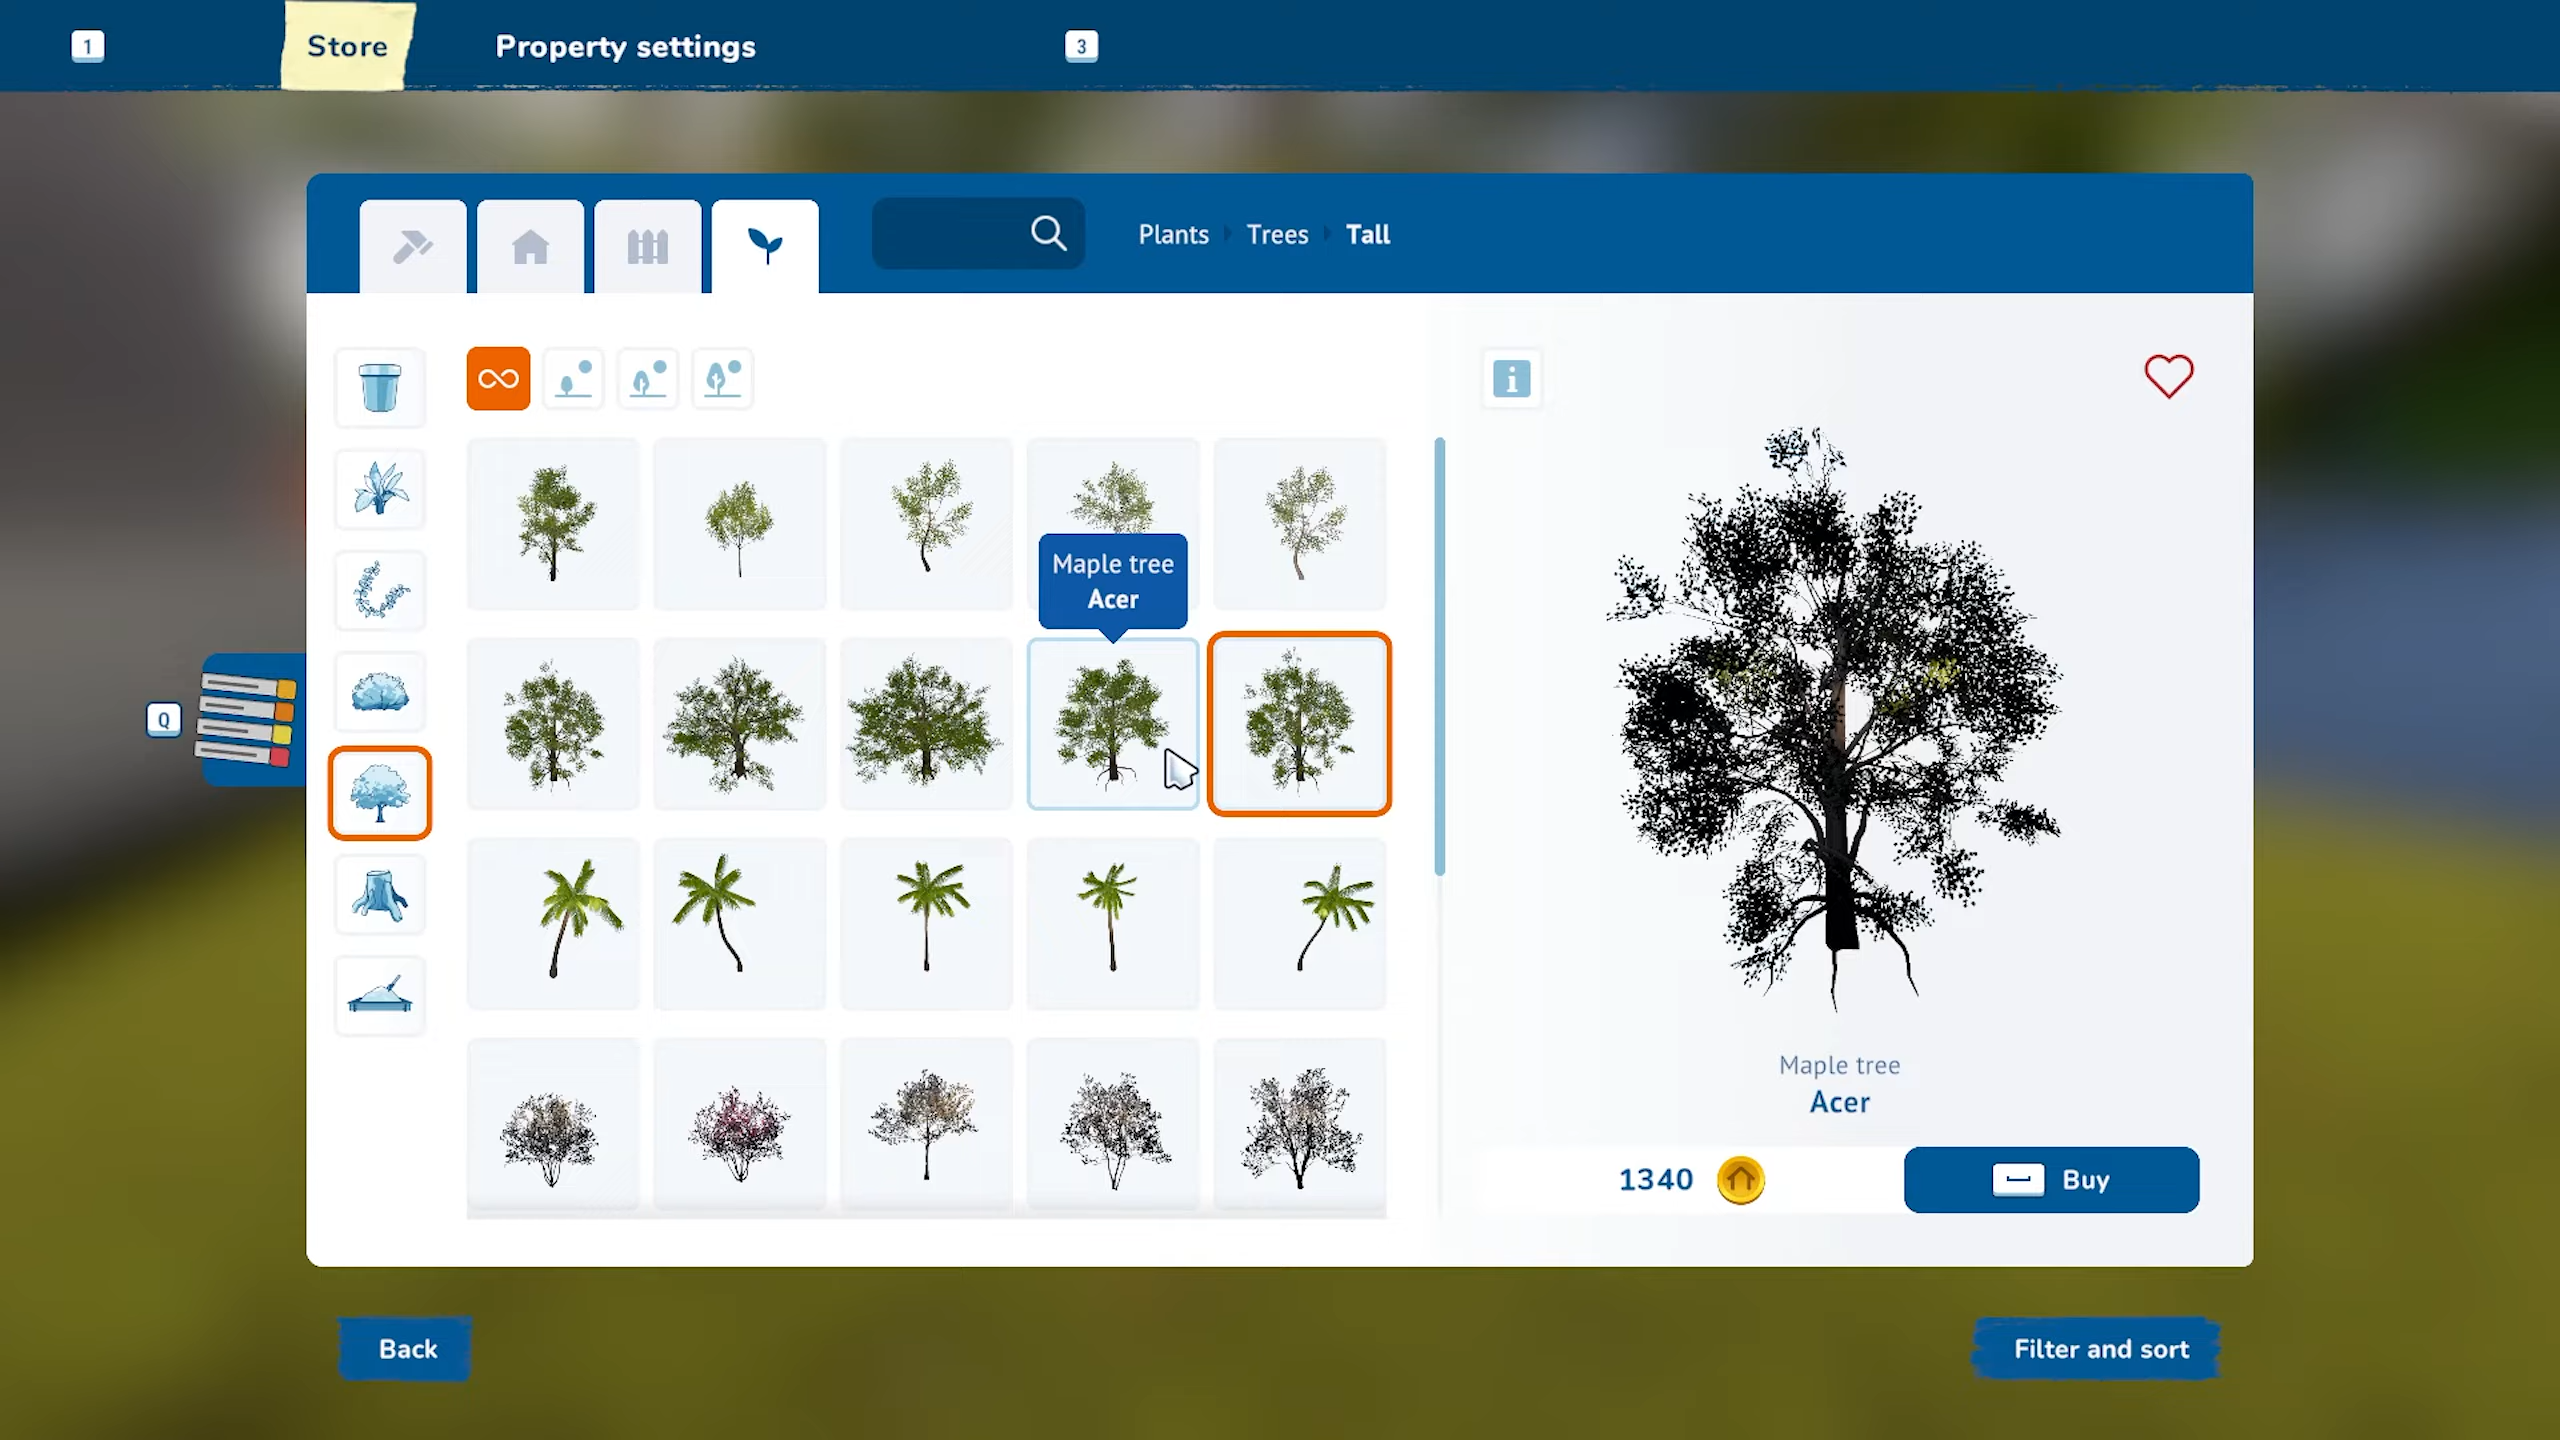 1
Store
Property settings
3
Plants
Trees
Tall
Maple tree
Acer
Q
Maple tree
Acer
1340
Buy
Back
Filter and sort